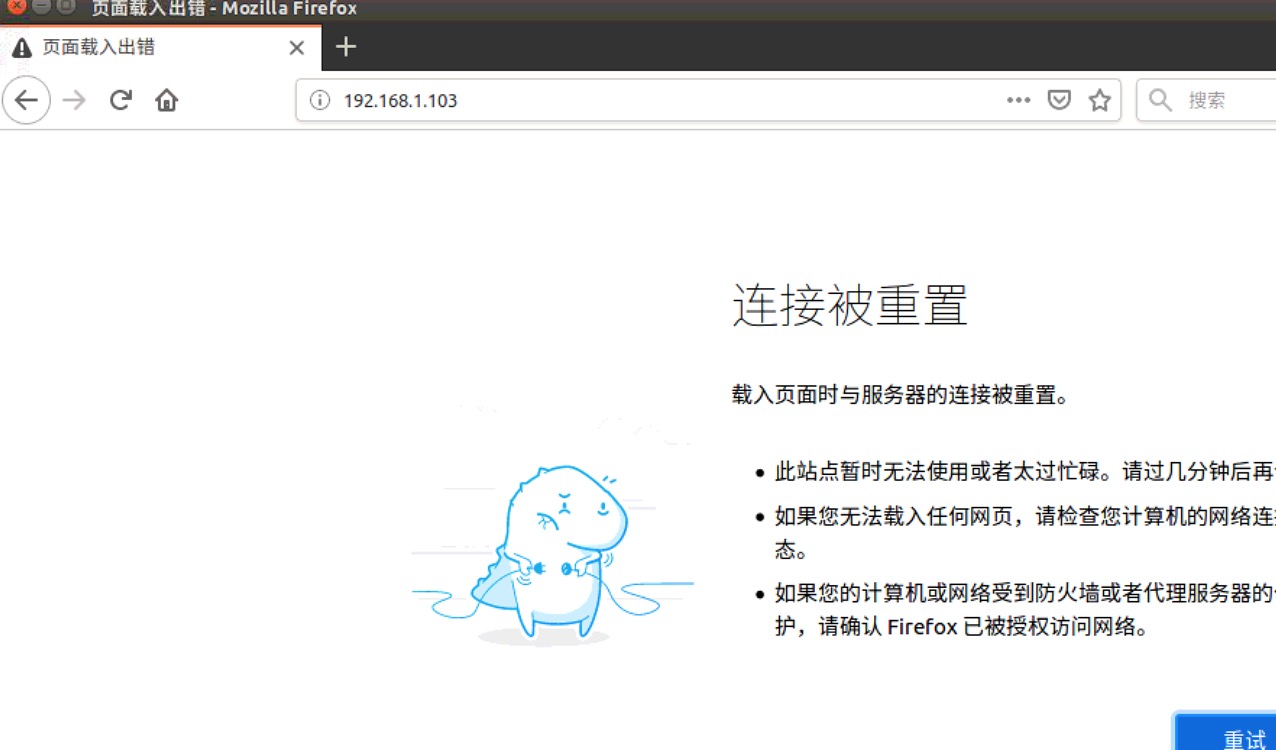 页面载入出错 - Mozilla Firefox
页面载入出错
192.168.1.103
搜索
连接被重置
载入页面时与服务器的连接被重置。
此站点暂时无法使用或者太过忙碌。请过几分钟后再
如果您无法载入任何网页，请检查您计算机的网络连
态。
如果您的计算机或网络受到防火墙或者代理服务器的
护，请确认 Firefox 已被授权访问网络。
重试